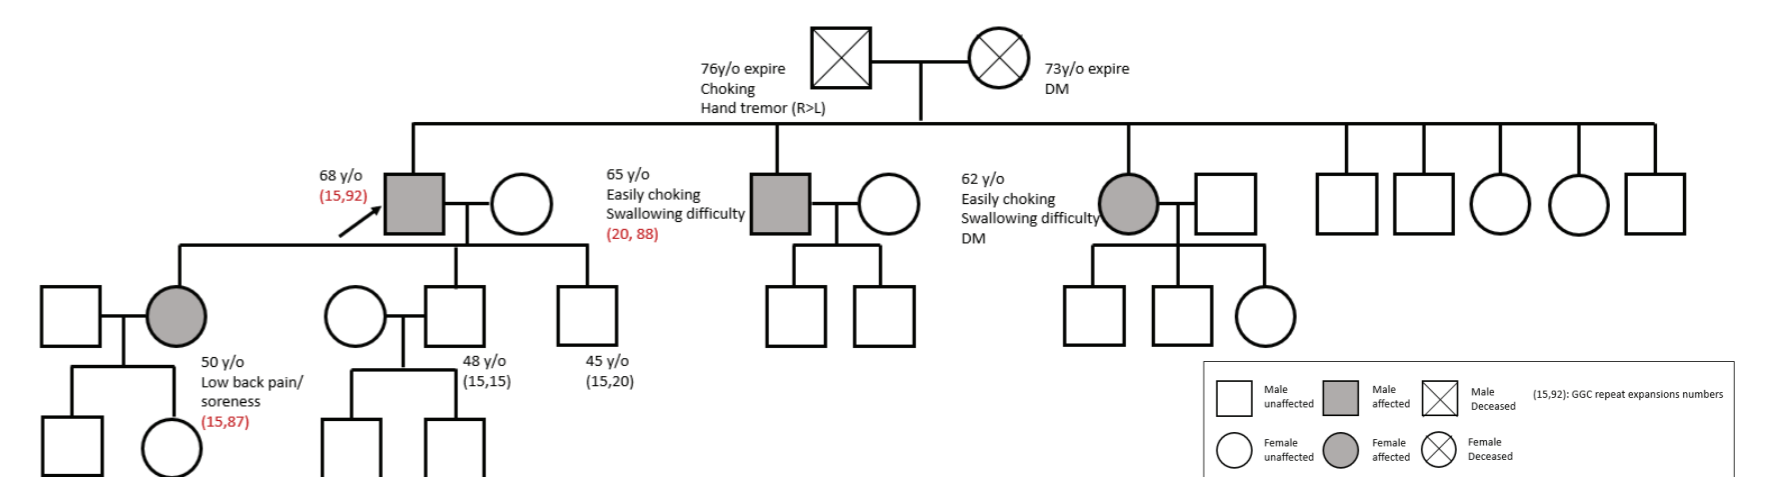 76y/o expire
Choking
Hand tremor (R>L)
73y/o expire
DM
68 y/o
(15,92)
65 y/o
Easily choking
Swallowing difficulty
(20, 88)
62 y/o
Easily choking
Swallowing difficulty
DM
50 y/o
Low back pain/
soreness
(15,87)
48 y/o
(15,15)
45 y/o
(15,20)
Male
unaffected
Male
affected
Male
Deceased
(15,92): GGC repeat expansions numbers
Female
unaffected
Female
affected
Female
Deceased